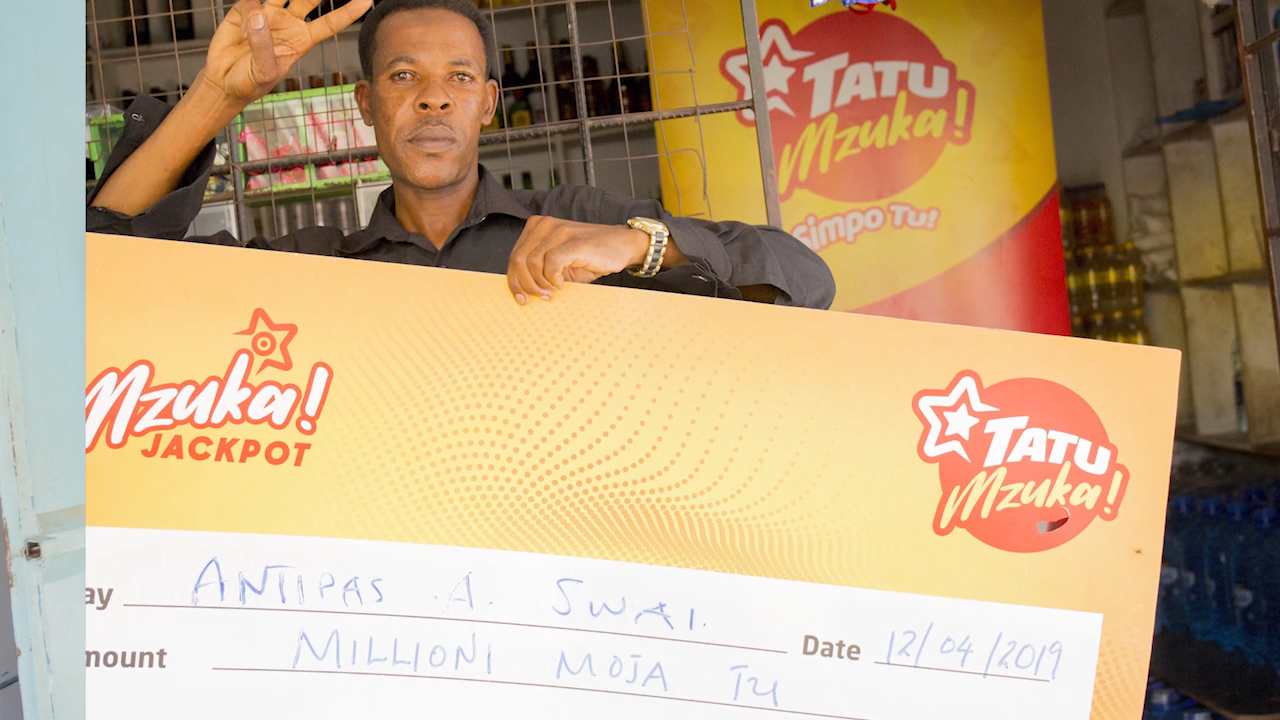 TATU
Mzuka!
Simpo Tu!
Mzuka!
JACKPOT
TATU
Mzuka!
ay ANTIPAS A. SWAI.
Date 12/04/2019
mount MILLIONI MOJA TU